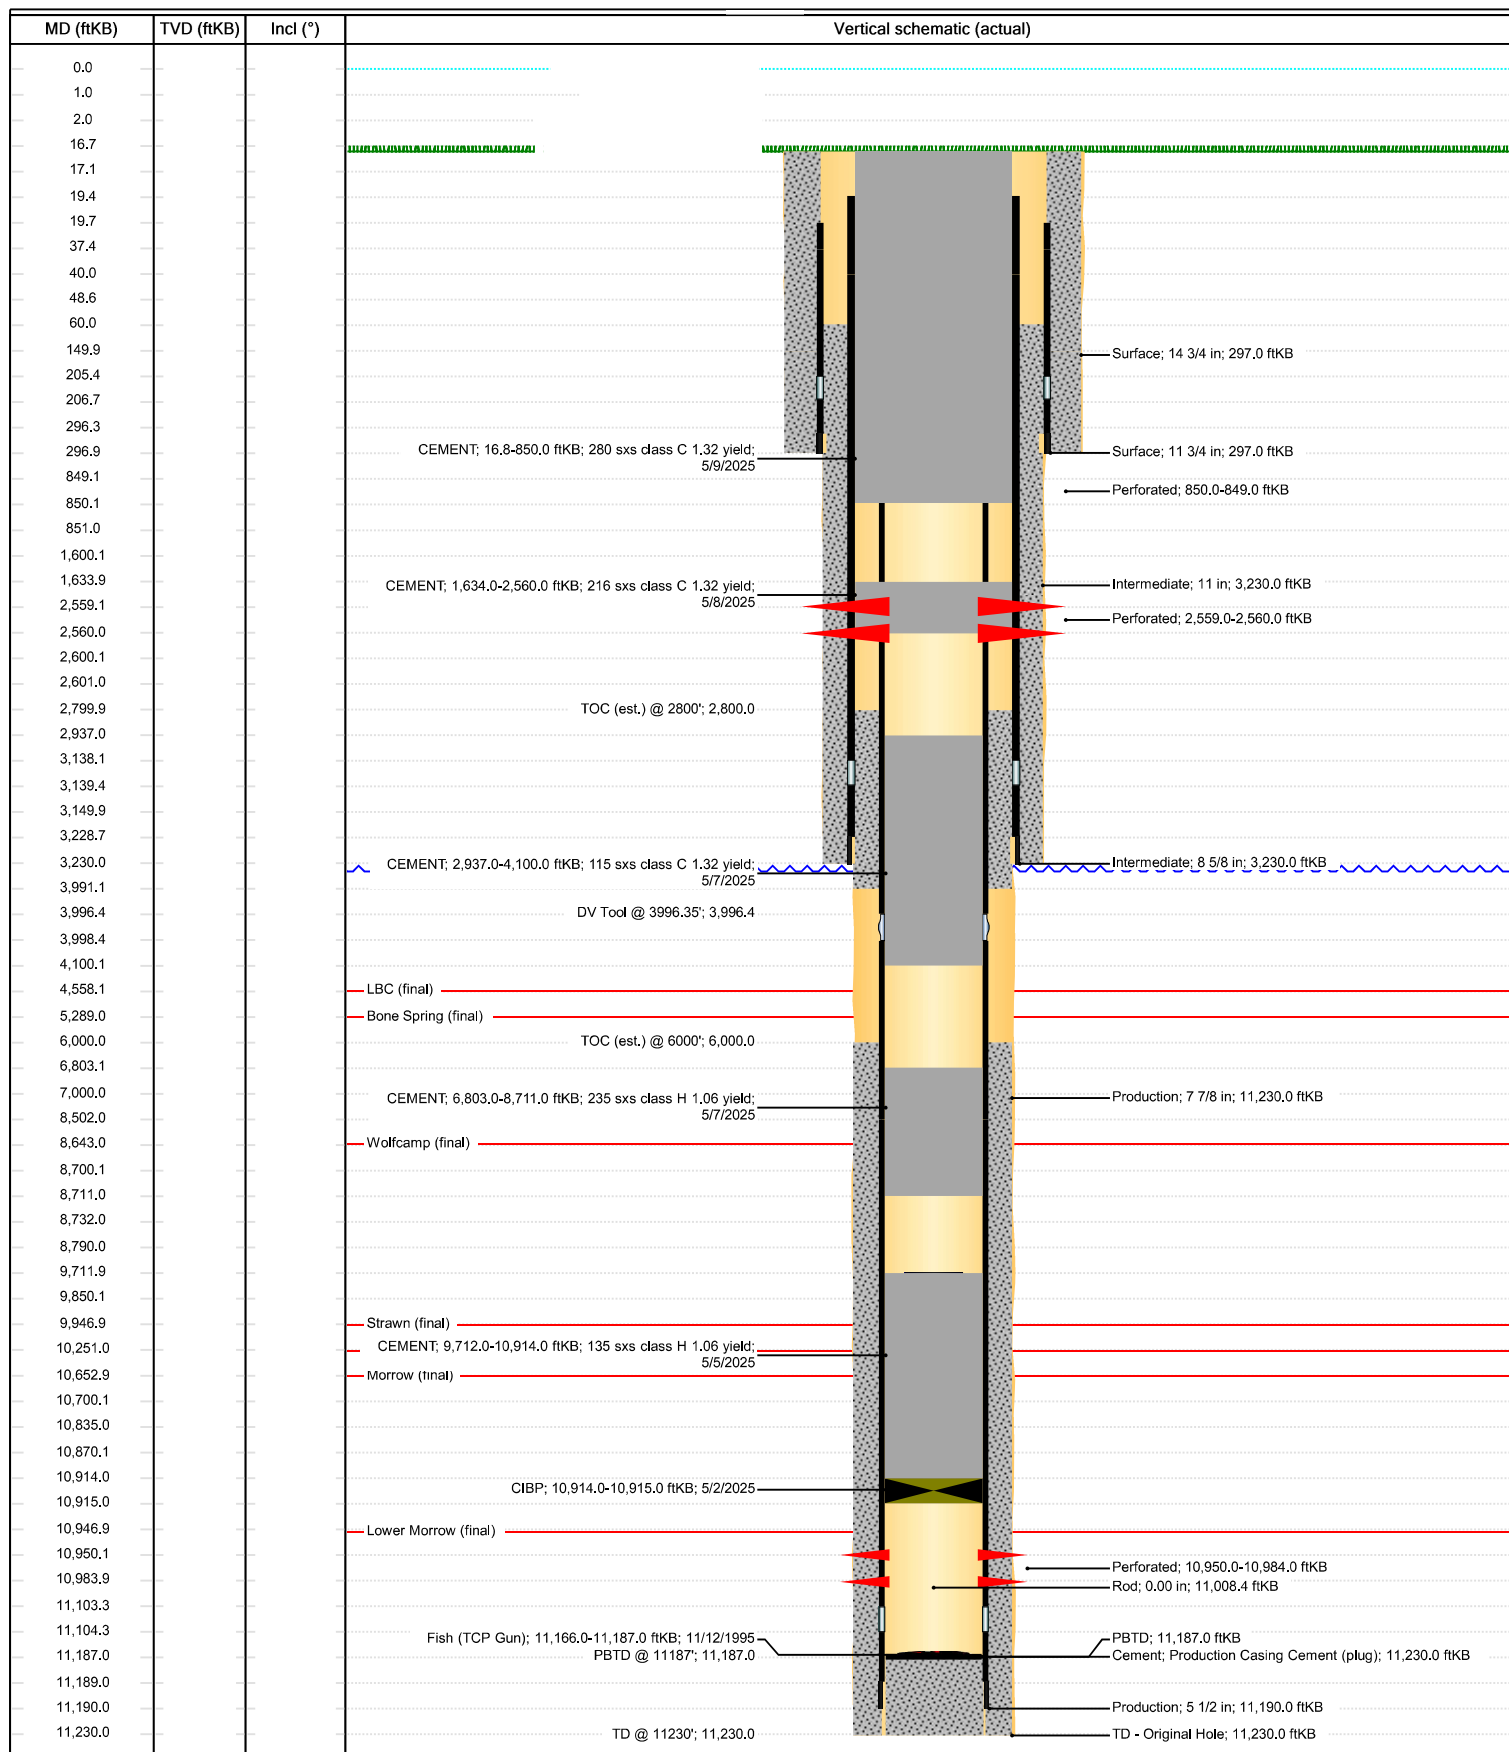 MD (ftKB) TVD (ftKB) Incl (°) Vertical schematic (actual)
0.0
1.0
2.0
16.7
17.1
19.4
19.7
37.4
40.0
48.6
60.0
149.9
Surface; 14 3/4 in; 297.0 ftKB
205.4
206.7
296.3
296.9
CEMENT; 16.8-850.0 ftKB; 280 sxs class C 1.32 yield;
5/9/2025
Surface; 11 3/4 in; 297.0 ftKB
849.1
Perforated; 850.0-849.0 ftKB
850.1
851.0
1,600.1
1,633.9
CEMENT; 1,634.0-2,560.0 ftKB; 216 sxs class C 1.32 yield;
5/8/2025
Intermediate; 11 in; 3,230.0 ftKB
2,559.1
Perforated; 2,559.0-2,560.0 ftKB
2,560.0
2,600.1
2,601.0
2,799.9
TOC (est.) @ 2800'; 2,800.0
2,937.0
3,138.1
3,139.4
3,149.9
3,228.7
3,230.0
CEMENT; 2,937.0-4,100.0 ftKB; 115 sxs class C 1.32 yield;
5/7/2025
Intermediate; 8 5/8 in; 3,230.0 ftKB
3,991.1
3,996.4
DV Tool @ 3996.35'; 3,996.4
3,998.4
4,100.1
4,558.1
LBC (final)
5,289.0
Bone Spring (final)
6,000.0
TOC (est.) @ 6000'; 6,000.0
6,803.1
7,000.0
CEMENT; 6,803.0-8,711.0 ftKB; 235 sxs class H 1.06 yield;
5/7/2025
Production; 7 7/8 in; 11,230.0 ftKB
8,502.0
8,643.0
Wolfcamp (final)
8,700.1
8,711.0
8,732.0
8,790.0
9,711.9
9,850.1
9,946.9
Strawn (final)
10,251.0
CEMENT; 9,712.0-10,914.0 ftKB; 135 sxs class H 1.06 yield;
5/5/2025
10,652.9
Morrow (final)
10,700.1
10,835.0
10,870.1
10,914.0
CIBP; 10,914.0-10,915.0 ftKB; 5/2/2025
10,915.0
10,946.9
Lower Morrow (final)
10,950.1
Perforated; 10,950.0-10,984.0 ftKB
10,983.9
Rod; 0.00 in; 11,008.4 ftKB
11,103.3
11,104.3
Fish (TCP Gun); 11,166.0-11,187.0 ftKB; 11/12/1995
PBTD; 11,187.0 ftKB
11,187.0
PBTD @ 11187'; 11,187.0
Cement; Production Casing Cement (plug); 11,230.0 ftKB
11,189.0
11,190.0
Production; 5 1/2 in; 11,190.0 ftKB
11,230.0
TD @ 11230'; 11,230.0
TD - Original Hole; 11,230.0 ftKB